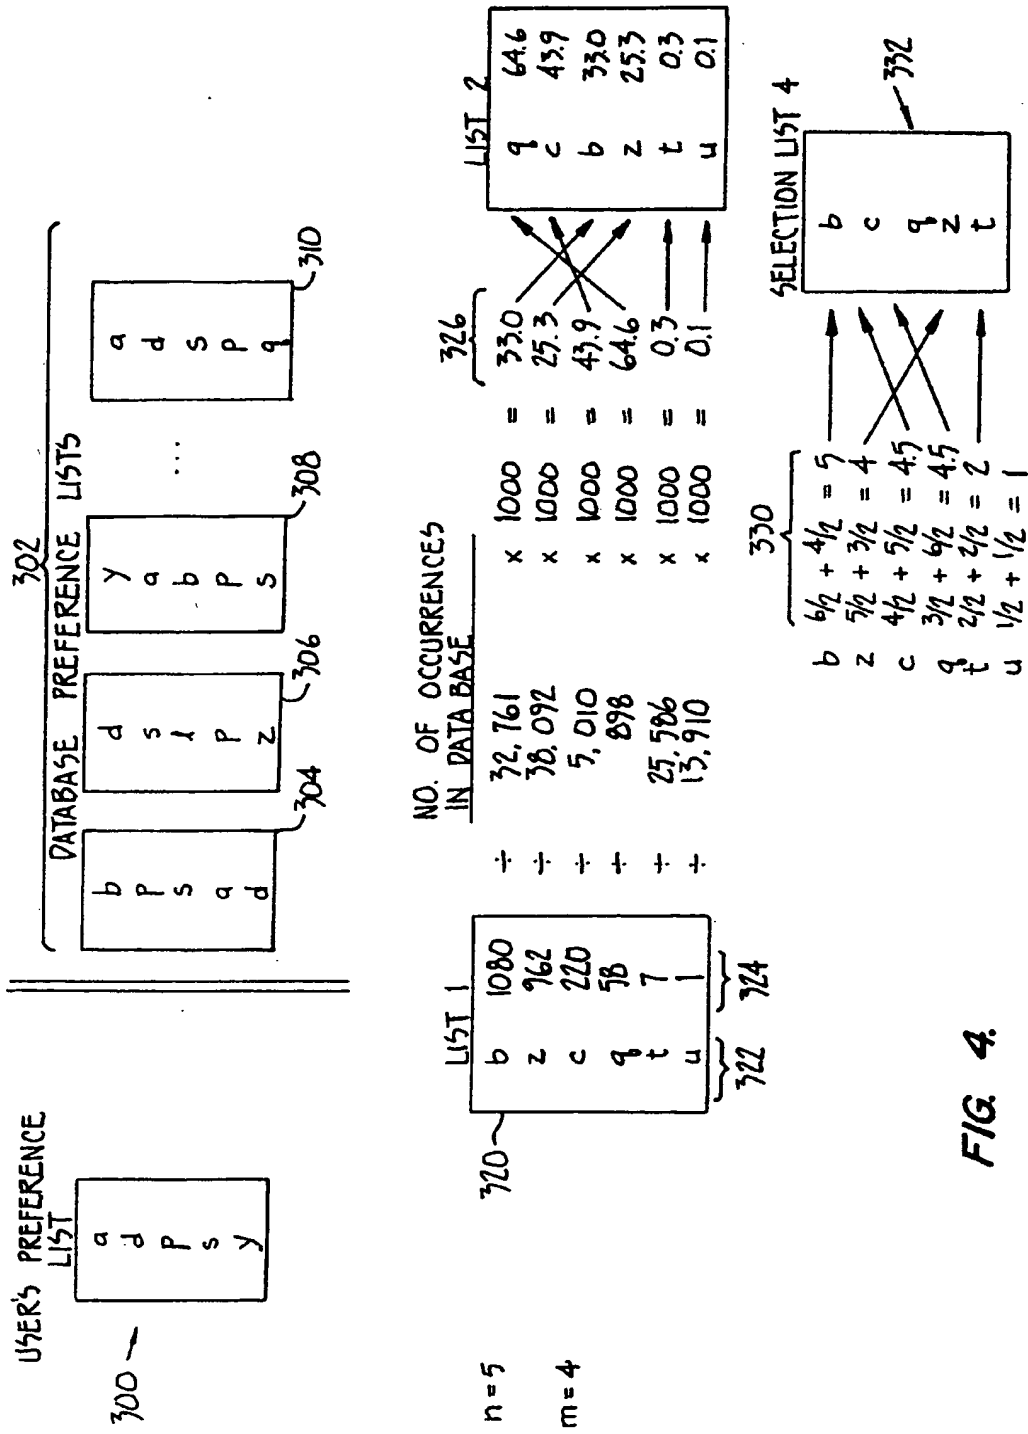 USER'S PREFERENCE
LIST
300
a
d
p
s
y
302
DATABASE PREFERENCE LISTS
b
p
s
a
d
304
d
s
l
p
z
306
y
a
b
p
s
308
...
a
d
s
p
q
310
n=5
m=4
LIST 1
b 1080
z 962
c 220
q 58
t 7
u 1
320
322
324
NO. OF OCCURRENCES
IN DATA BASE
÷ 32,761 x 1000 = 33.0
÷ 38,092 x 1000 = 25.3
÷ 5,010 x 1000 = 43.9
÷ 898 x 1000 = 64.6
÷ 25,586 x 1000 = 0.3
÷ 13,910 x 1000 = 0.1
326
LIST 2
q 64.6
c 43.9
b 33.0
z 25.3
t 0.3
u 0.1
330
b 6/2 + 4/2 = 5
z 5/2 + 3/2 = 4
c 4/2 + 5/2 = 4.5
q 3/2 + 6/2 = 4.5
t 2/2 + 2/2 = 2
u 1/2 + 1/2 = 1
SELECTION LIST 4
b
c
q
z
t
332
FIG. 4.